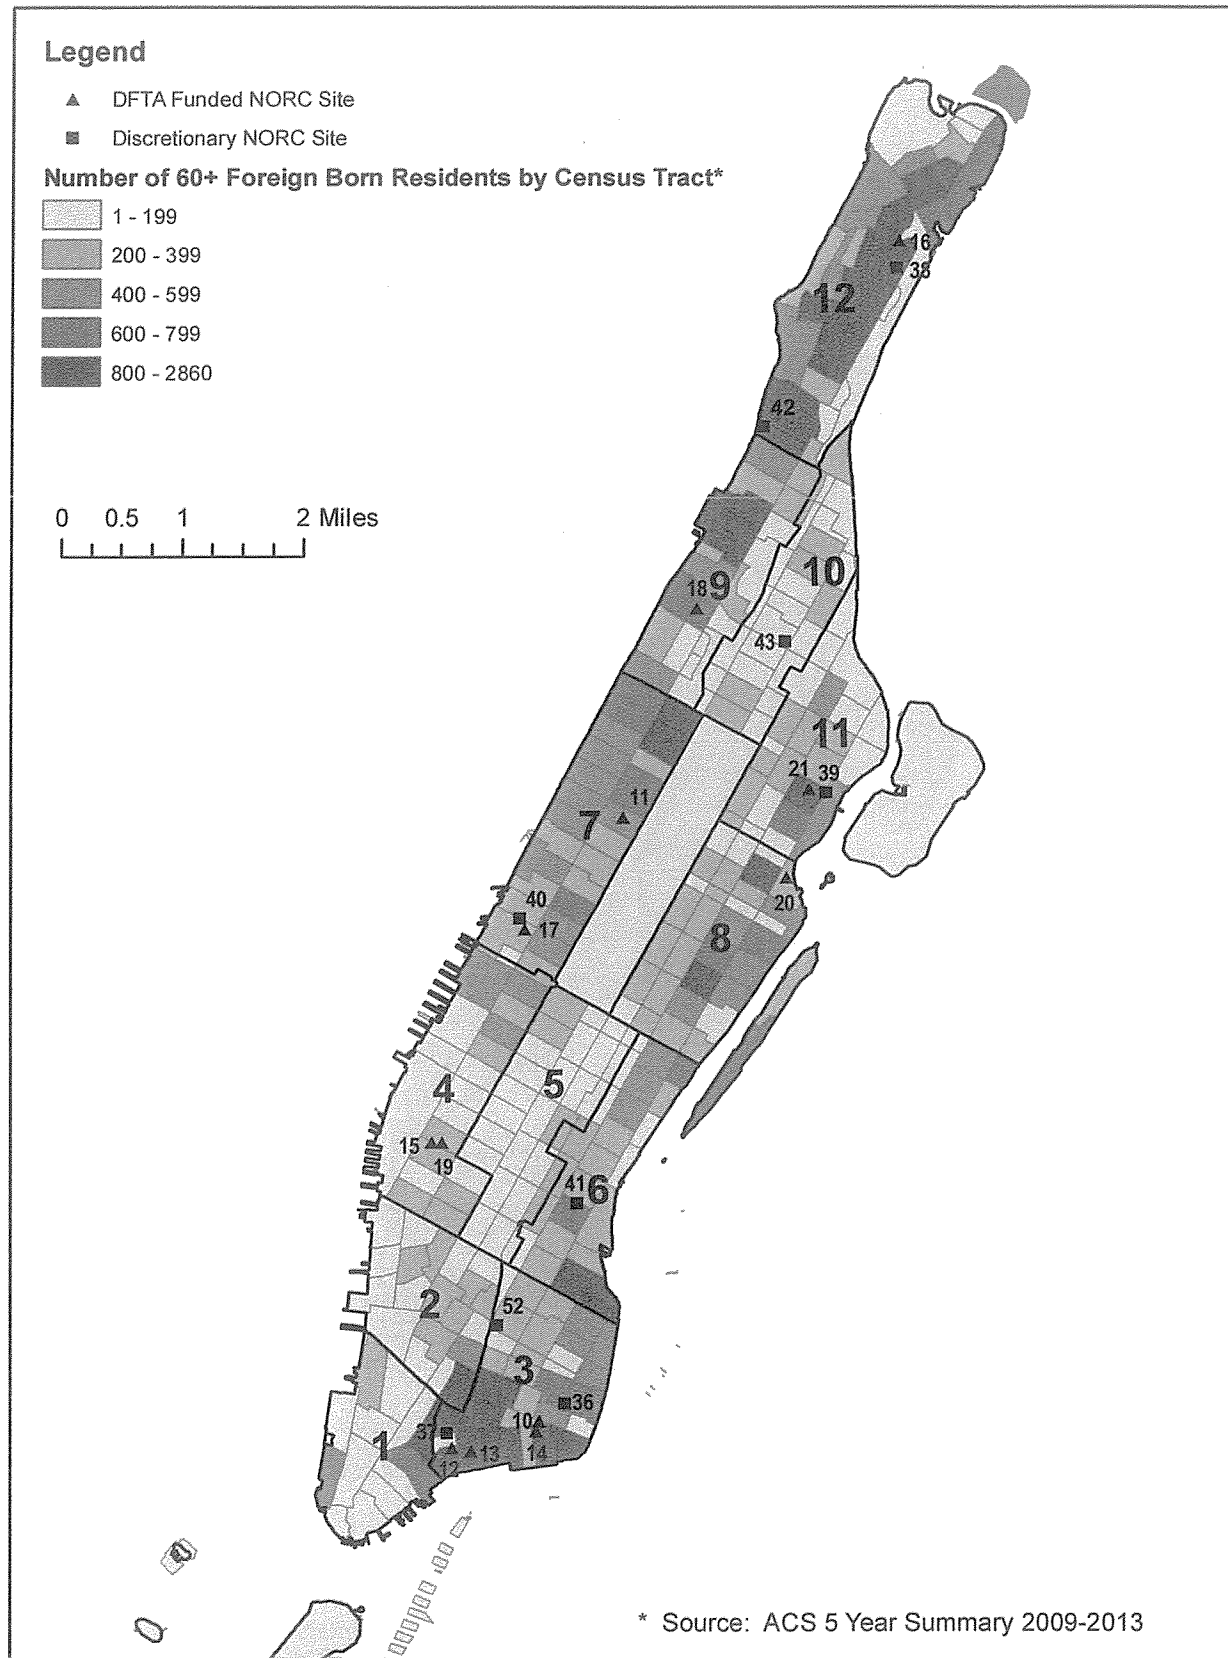 Legend
DFTA Funded NORC Site
Discretionary NORC Site
Number of 60+ Foreign Born Residents by Census Tract*
1 - 199
200 - 399
400 - 599
600 - 799
800 - 2860
0 0.5 1 2 Miles
16
38
12
42
10
9
18
43
11
21 39
11
7
20
40
17
8
5
4
15
19
41
6
52
2
3
36
10
37
1
14
13
12
* Source: ACS 5 Year Summary 2009-2013